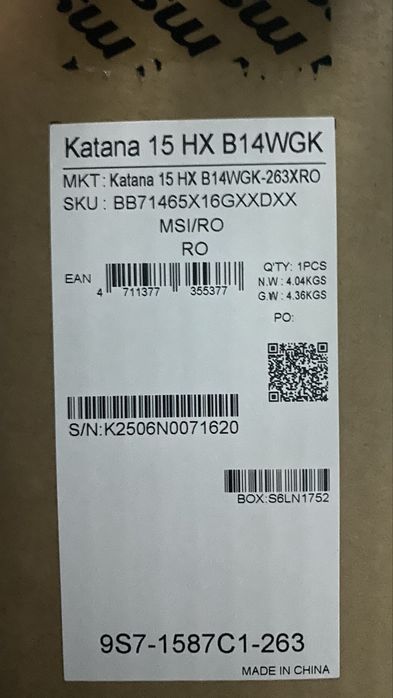 msi
Katana 15 HX B14WGK
MKT: Katana 15 HX B14WGK-263XRO
SKU : BB71465X16GXXDXX
MSI/RO
RO
EAN
4 711377 355377
Q'TY: 1PCS
N.W : 4.04KGS
G.W : 4.36KGS
PO:
S/N:K2506N0071620
BOX:S6LN1752
9S7-1587C1-263
MADE IN CHINA